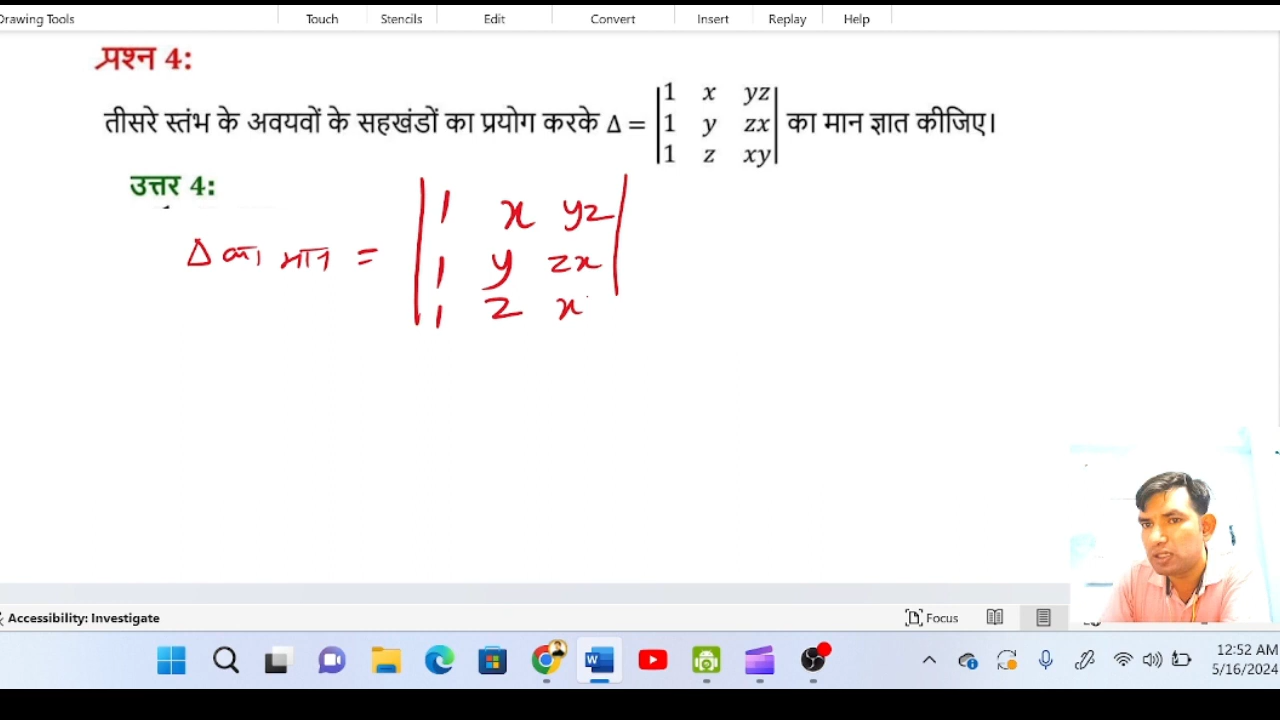 Drawing Tools Touch Stencils Edit Convert Insert Replay Help
प्रश्न 4:
तीसरे स्तंभ के अवयवों के सहखंडों का प्रयोग करके Δ = |1 x yz| का मान ज्ञात कीजिए।
|1 y zx|
|1 z xy|
उत्तर 4:
Δ का मान = |1 x yz|
|1 y zx|
|1 z x
Accessibility: Investigate Focus
12:52 AM
5/16/2024